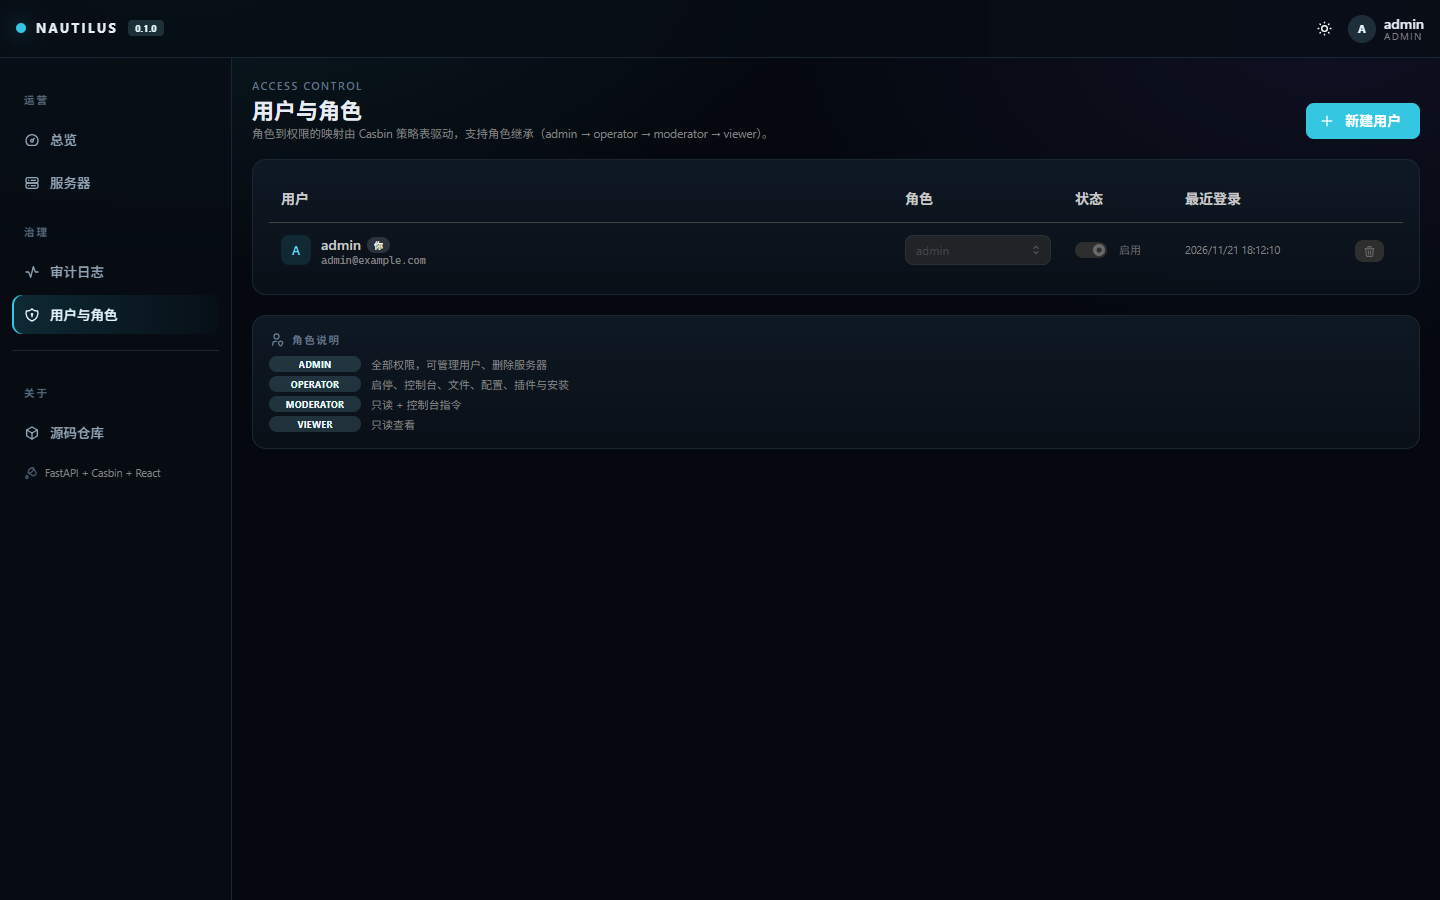 NAUTILUS 0.1.0
A admin
ADMIN
运营
总览
服务器
治理
审计日志
用户与角色
关于
源码仓库
FastAPI + Casbin + React
ACCESS CONTROL
用户与角色
角色到权限的映射由 Casbin 策略表驱动，支持角色继承（admin → operator → moderator → viewer）。
新建用户
用户 角色 状态 最近登录
A admin 你 admin 启用 2026/11/21 18:12:10
admin@example.com
角色说明
ADMIN 全部权限，可管理用户、删除服务器
OPERATOR 启停、控制台、文件、配置、插件与安装
MODERATOR 只读 + 控制台指令
VIEWER 只读查看